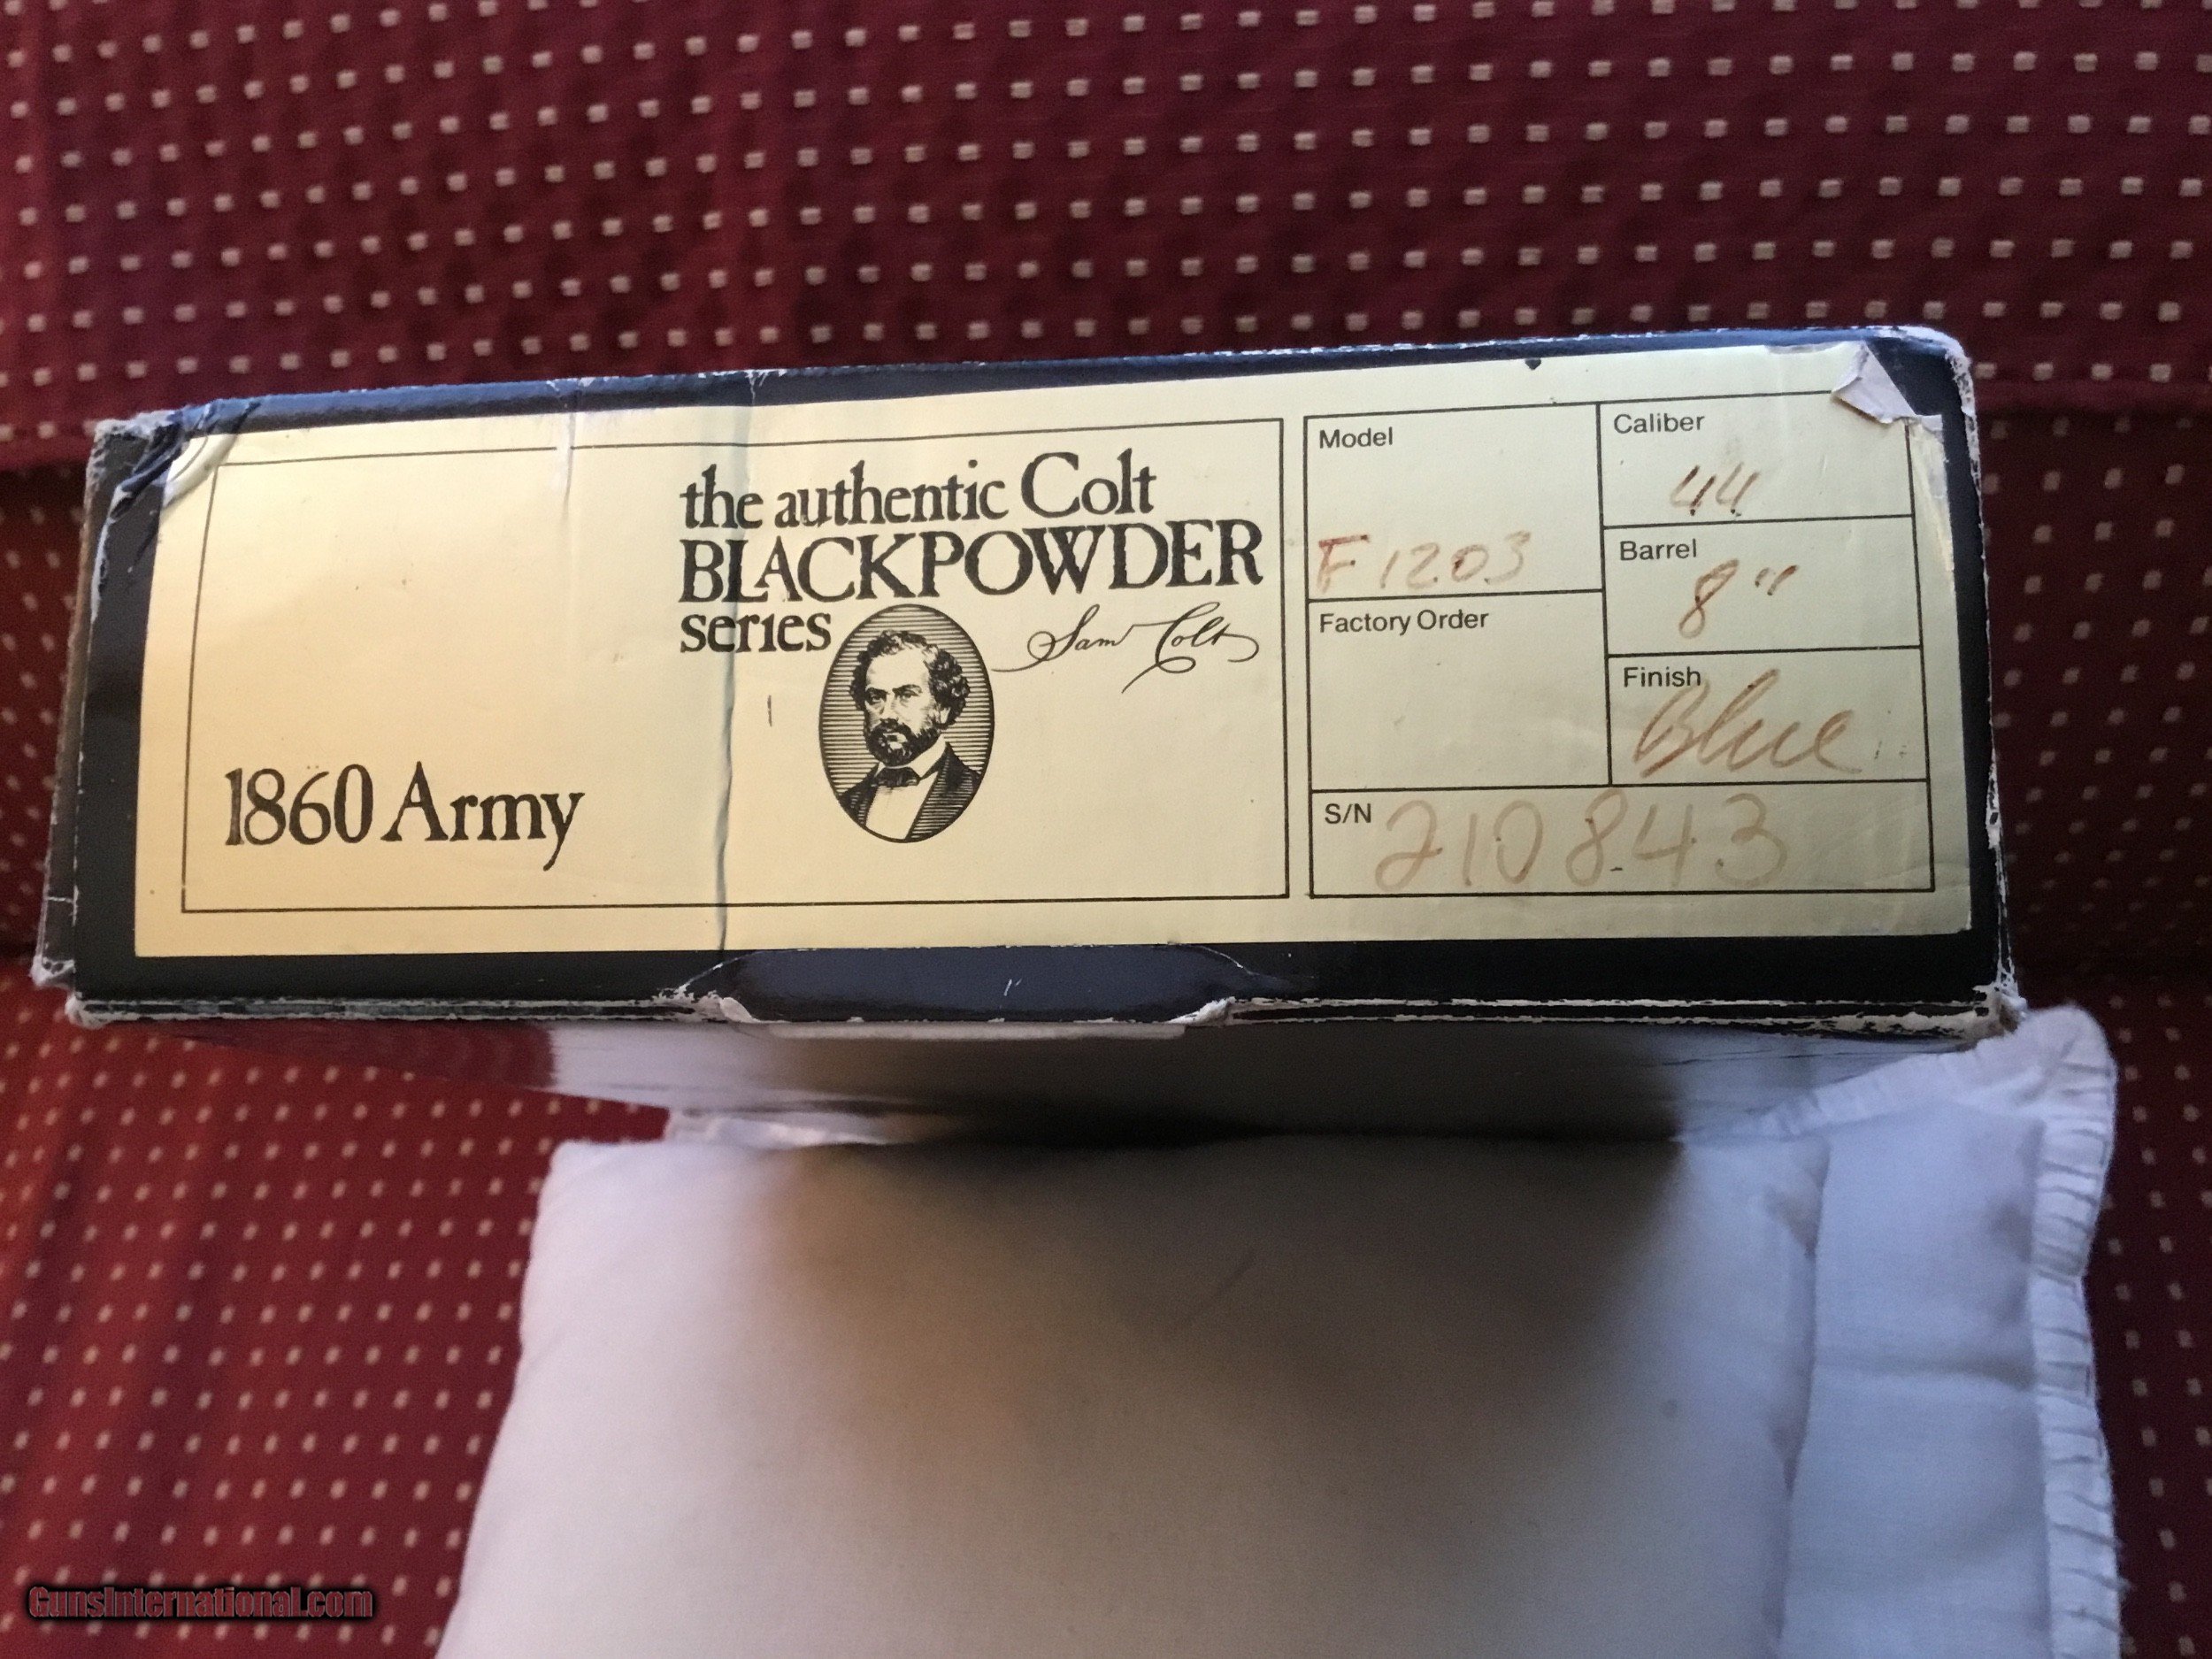 the authentic Colt
BLACKPOWDER
series
Sam Colt
1860 Army
Model
F1203
Factory Order
Caliber
44
Barrel
8"
Finish
Blue
S/N 210843
GunsInternational.com